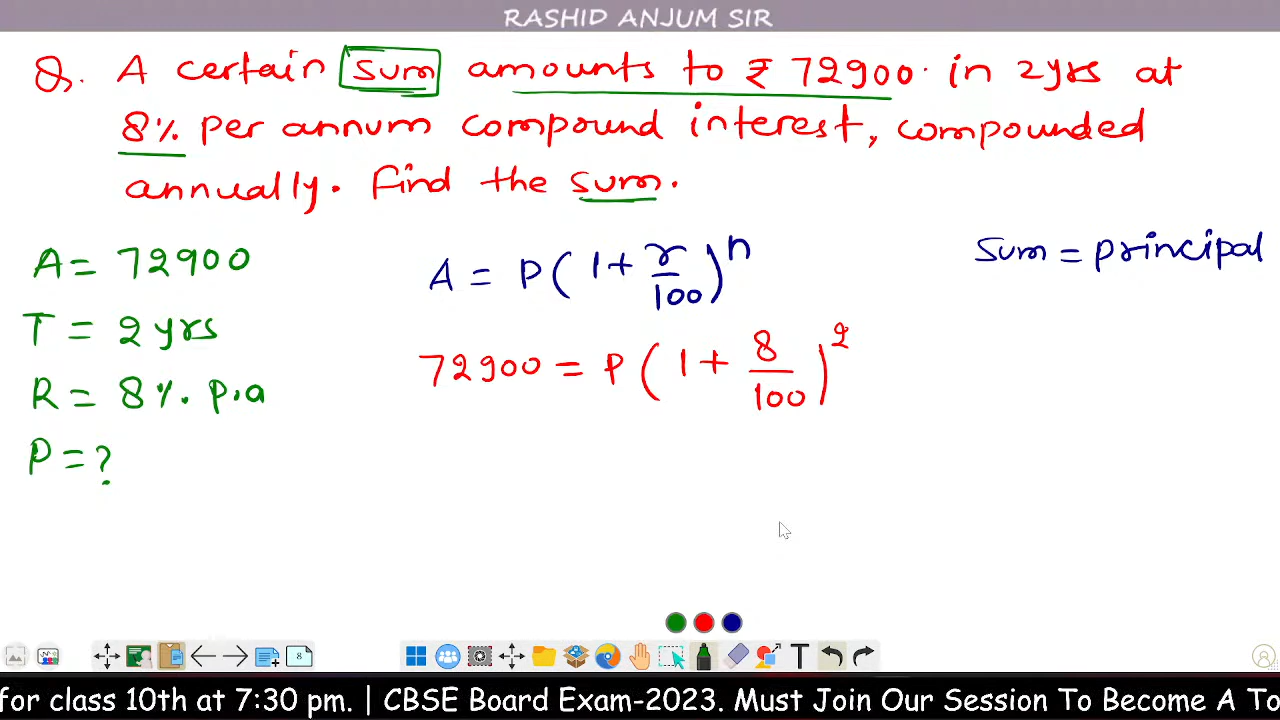 RASHID ANJUM SIR
Q. A certain sum amounts to ₹ 72900. in 2yrs at
8% per annum compound interest, compounded
annually. Find the sum.
A = 72900
T = 2 yrs
R = 8%. p.a
P = ?
A = P(1 + r/100)^n
72900 = P(1 + 8/100)^2
Sum = principal
8
for class 10th at 7:30 pm. | CBSE Board Exam-2023. Must Join Our Session To Become A To